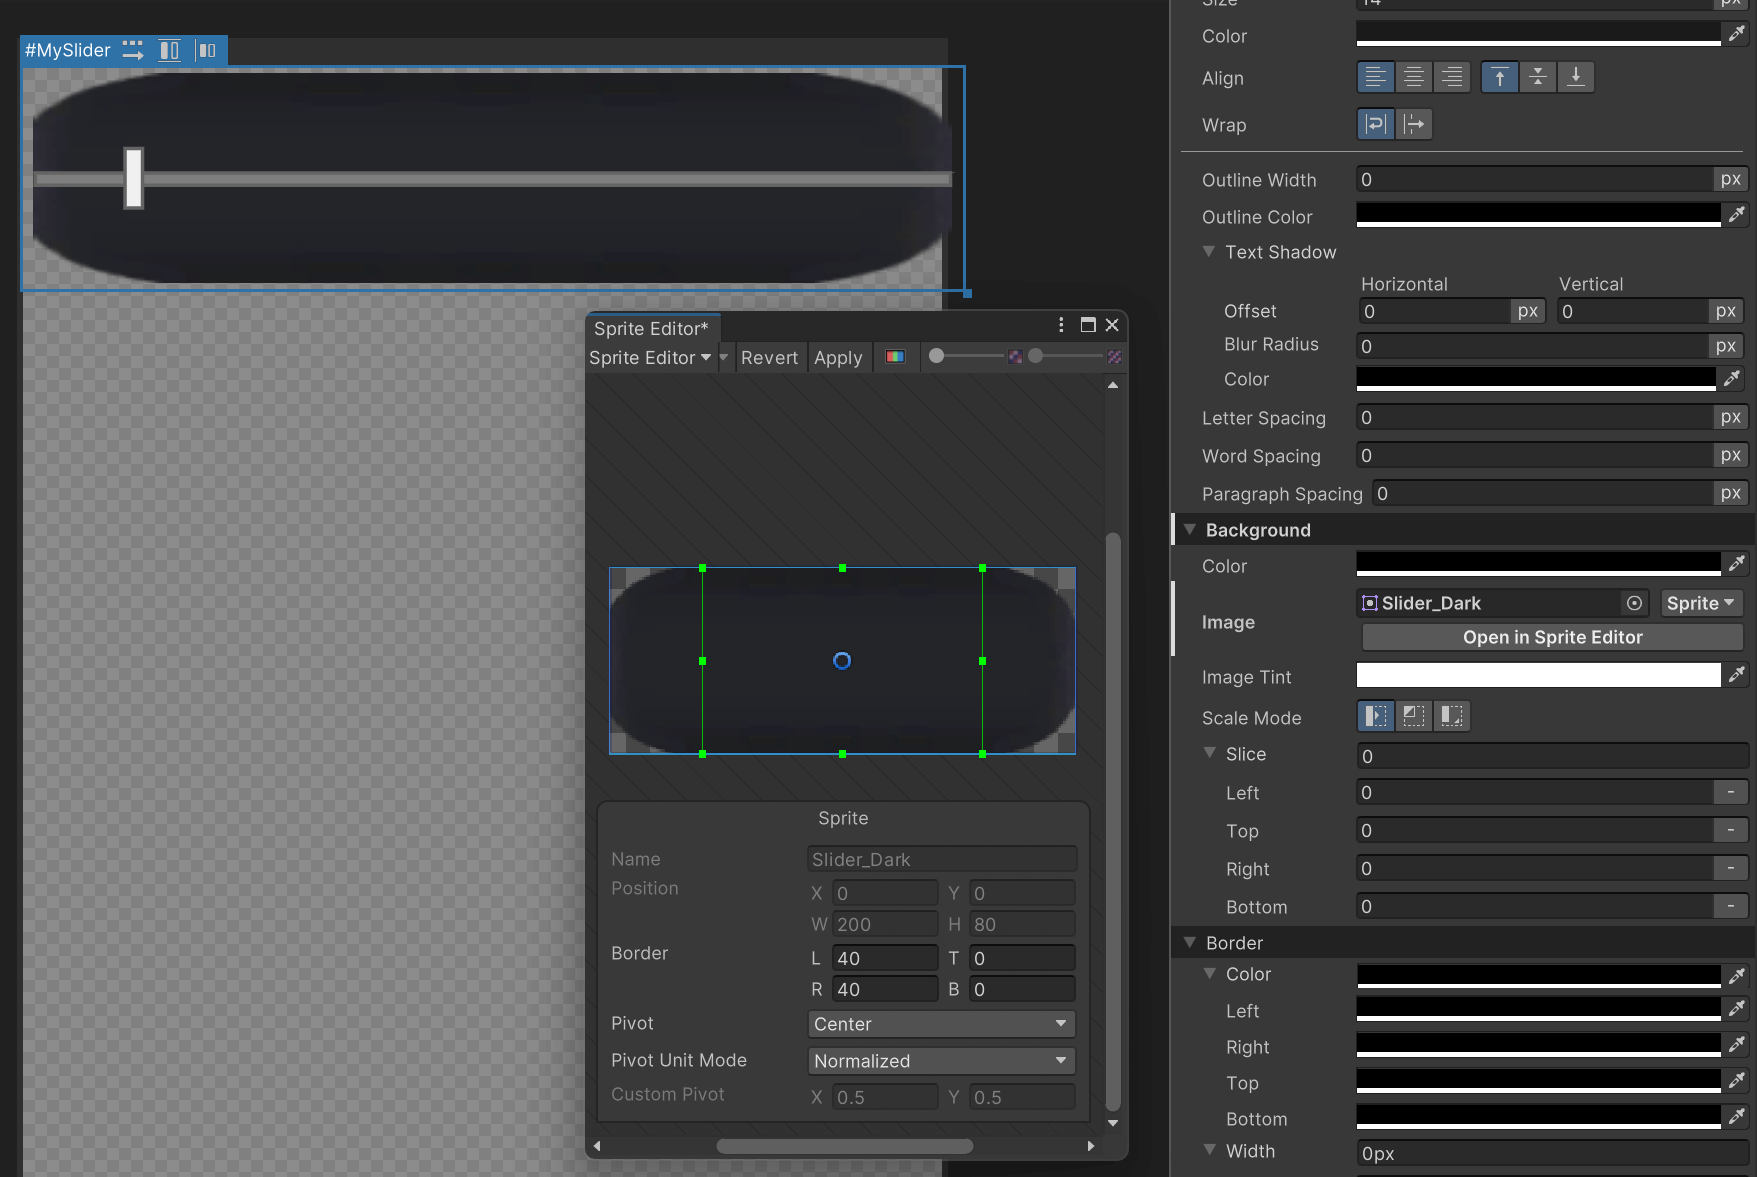 #MySlider
Sprite Editor*
Sprite Editor Revert Apply
Sprite
Name Slider_Dark
Position X 0 Y 0
W 200 H 80
Border L 40 T 0
R 40 B 0
Pivot Center
Pivot Unit Mode Normalized
Custom Pivot X 0.5 Y 0.5
Size 14 px
Color
Align
Wrap
Outline Width 0 px
Outline Color
Text Shadow
Horizontal Vertical
Offset 0 px 0 px
Blur Radius 0 px
Color
Letter Spacing 0 px
Word Spacing 0 px
Paragraph Spacing 0 px
Background
Color
Image Slider_Dark Sprite
Open in Sprite Editor
Image Tint
Scale Mode
Slice 0
Left 0 -
Top 0 -
Right 0 -
Bottom 0 -
Border
Color
Left
Right
Top
Bottom
Width 0px